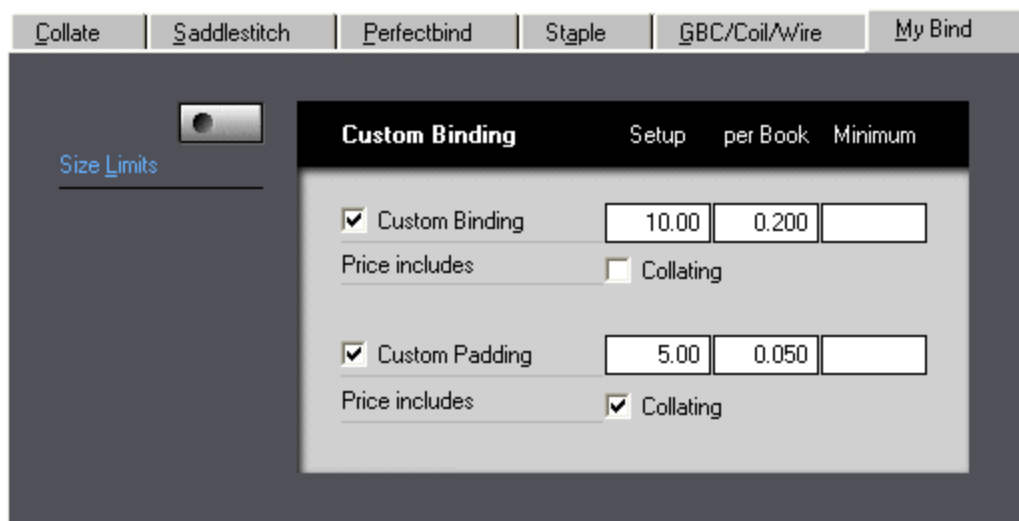 Collate Saddlestitch Perfectbind Staple GBC/Coil/Wire My Bind
Custom Binding Setup per Book Minimum
Size Limits
Custom Binding 10.00 0.200
Price includes Collating
Custom Padding 5.00 0.050
Price includes Collating